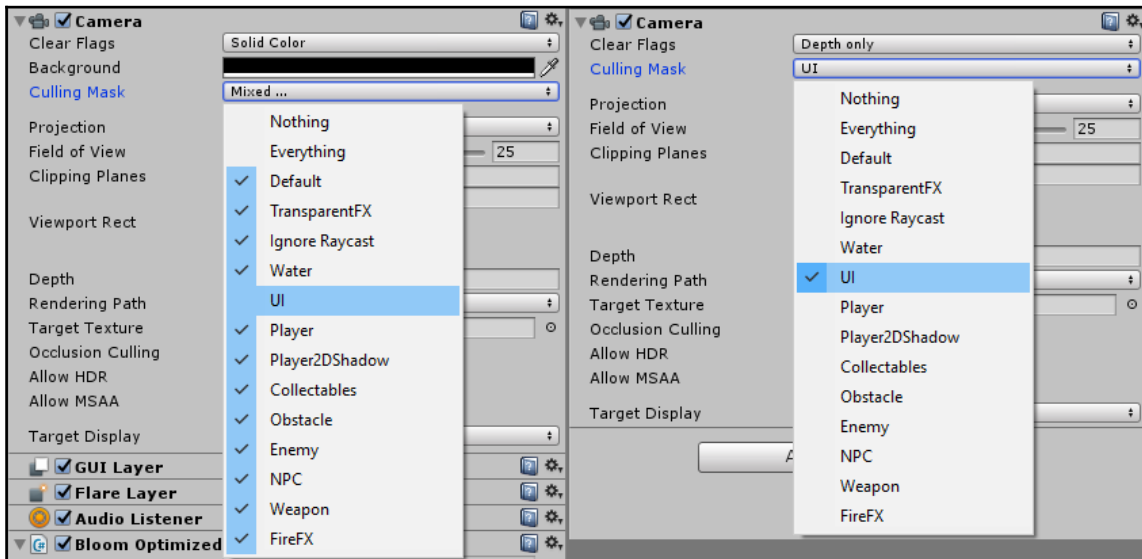 Camera
Clear Flags Solid Color
Background
Culling Mask Mixed ...
Nothing
Everything
Default
TransparentFX
Ignore Raycast
Water
UI
Player
Player2DShadow
Collectables
Obstacle
Enemy
NPC
Weapon
FireFX
Projection
Field of View 25
Clipping Planes
Viewport Rect
Depth
Rendering Path
Target Texture
Occlusion Culling
Allow HDR
Allow MSAA
Target Display
GUI Layer
Flare Layer
Audio Listener
Bloom Optimized
Camera
Clear Flags Depth only
Culling Mask UI
Nothing
Everything
Default
TransparentFX
Ignore Raycast
Water
UI
Player
Player2DShadow
Collectables
Obstacle
Enemy
NPC
Weapon
FireFX
Projection
Field of View 25
Clipping Planes
Viewport Rect
Depth
Rendering Path
Target Texture
Occlusion Culling
Allow HDR
Allow MSAA
Target Display